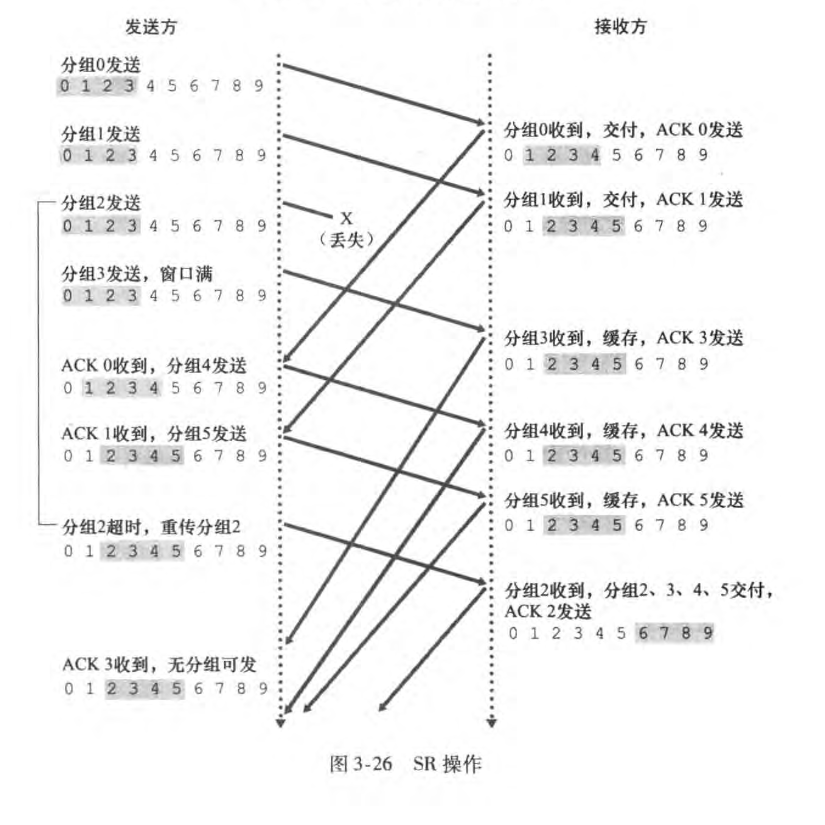 发送方
接收方
分组0发送
0 1 2 3 4 5 6 7 8 9
分组0收到，交付，ACK 0发送
0 1 2 3 4 5 6 7 8 9
分组1发送
0 1 2 3 4 5 6 7 8 9
分组1收到，交付，ACK 1发送
0 1 2 3 4 5 6 7 8 9
分组2发送
0 1 2 3 4 5 6 7 8 9
X
（丢失）
分组3发送，窗口满
0 1 2 3 4 5 6 7 8 9
分组3收到，缓存，ACK 3发送
0 1 2 3 4 5 6 7 8 9
ACK 0收到，分组4发送
0 1 2 3 4 5 6 7 8 9
分组4收到，缓存，ACK 4发送
0 1 2 3 4 5 6 7 8 9
ACK 1收到，分组5发送
0 1 2 3 4 5 6 7 8 9
分组5收到，缓存，ACK 5发送
0 1 2 3 4 5 6 7 8 9
分组2超时，重传分组2
0 1 2 3 4 5 6 7 8 9
分组2收到，分组2、3、4、5交付，
ACK 2发送
0 1 2 3 4 5 6 7 8 9
ACK 3收到，无分组可发
0 1 2 3 4 5 6 7 8 9
图 3-26 SR 操作